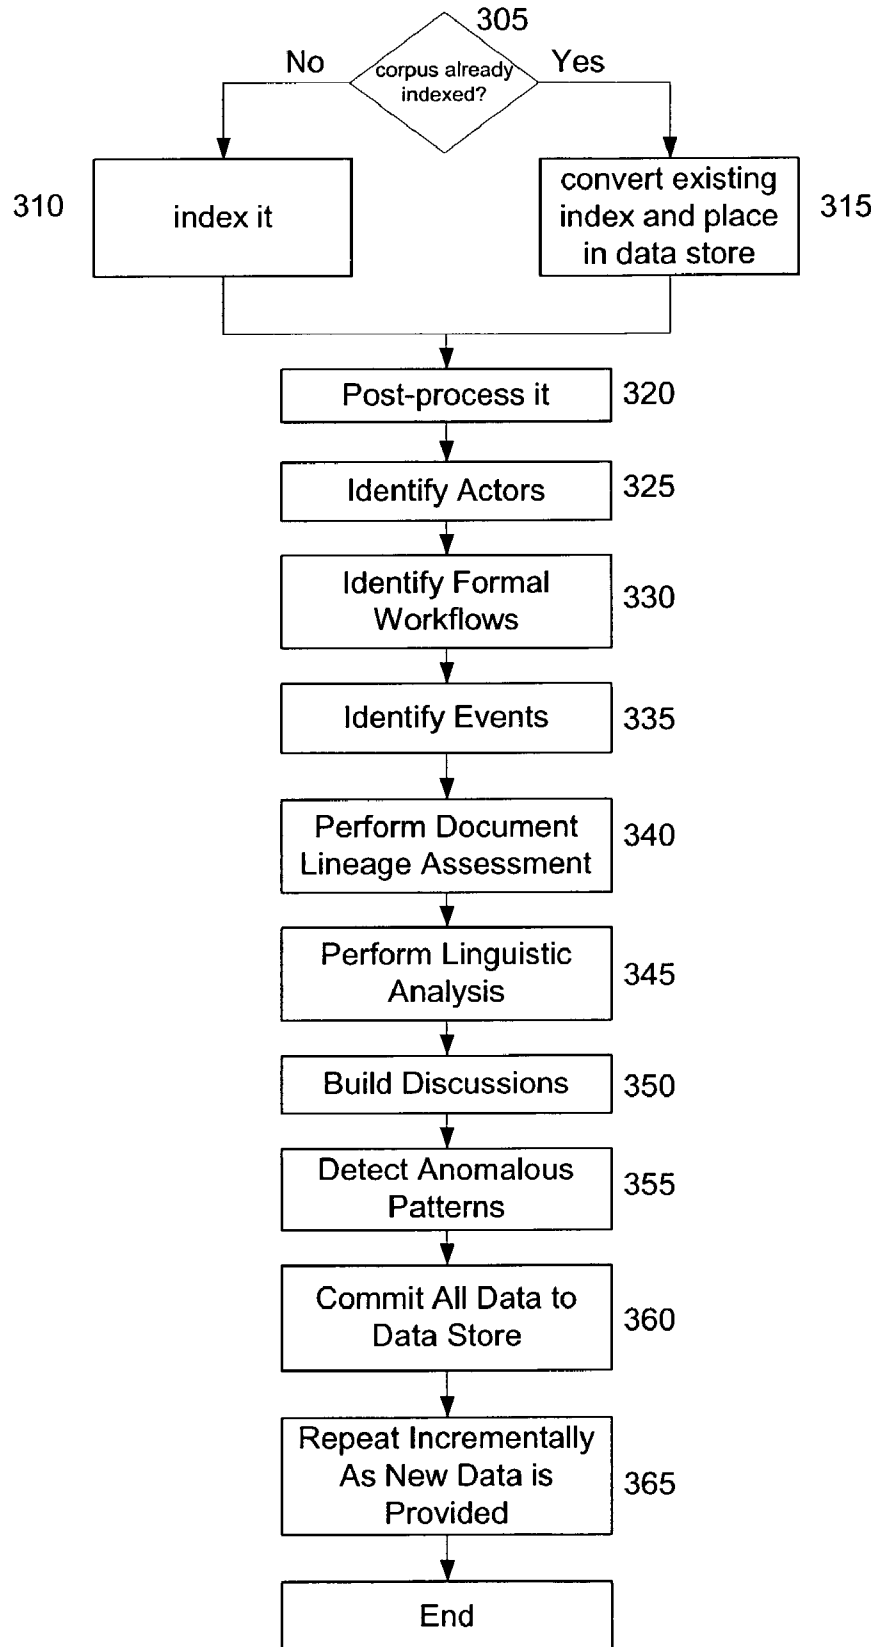 305
No
corpus already
indexed?
Yes
310
index it
convert existing
index and place
in data store
315
Post-process it
320
Identify Actors
325
Identify Formal
Workflows
330
Identify Events
335
Perform Document
Lineage Assessment
340
Perform Linguistic
Analysis
345
Build Discussions
350
Detect Anomalous
Patterns
355
Commit All Data to
Data Store
360
Repeat Incrementally
As New Data is
Provided
365
End